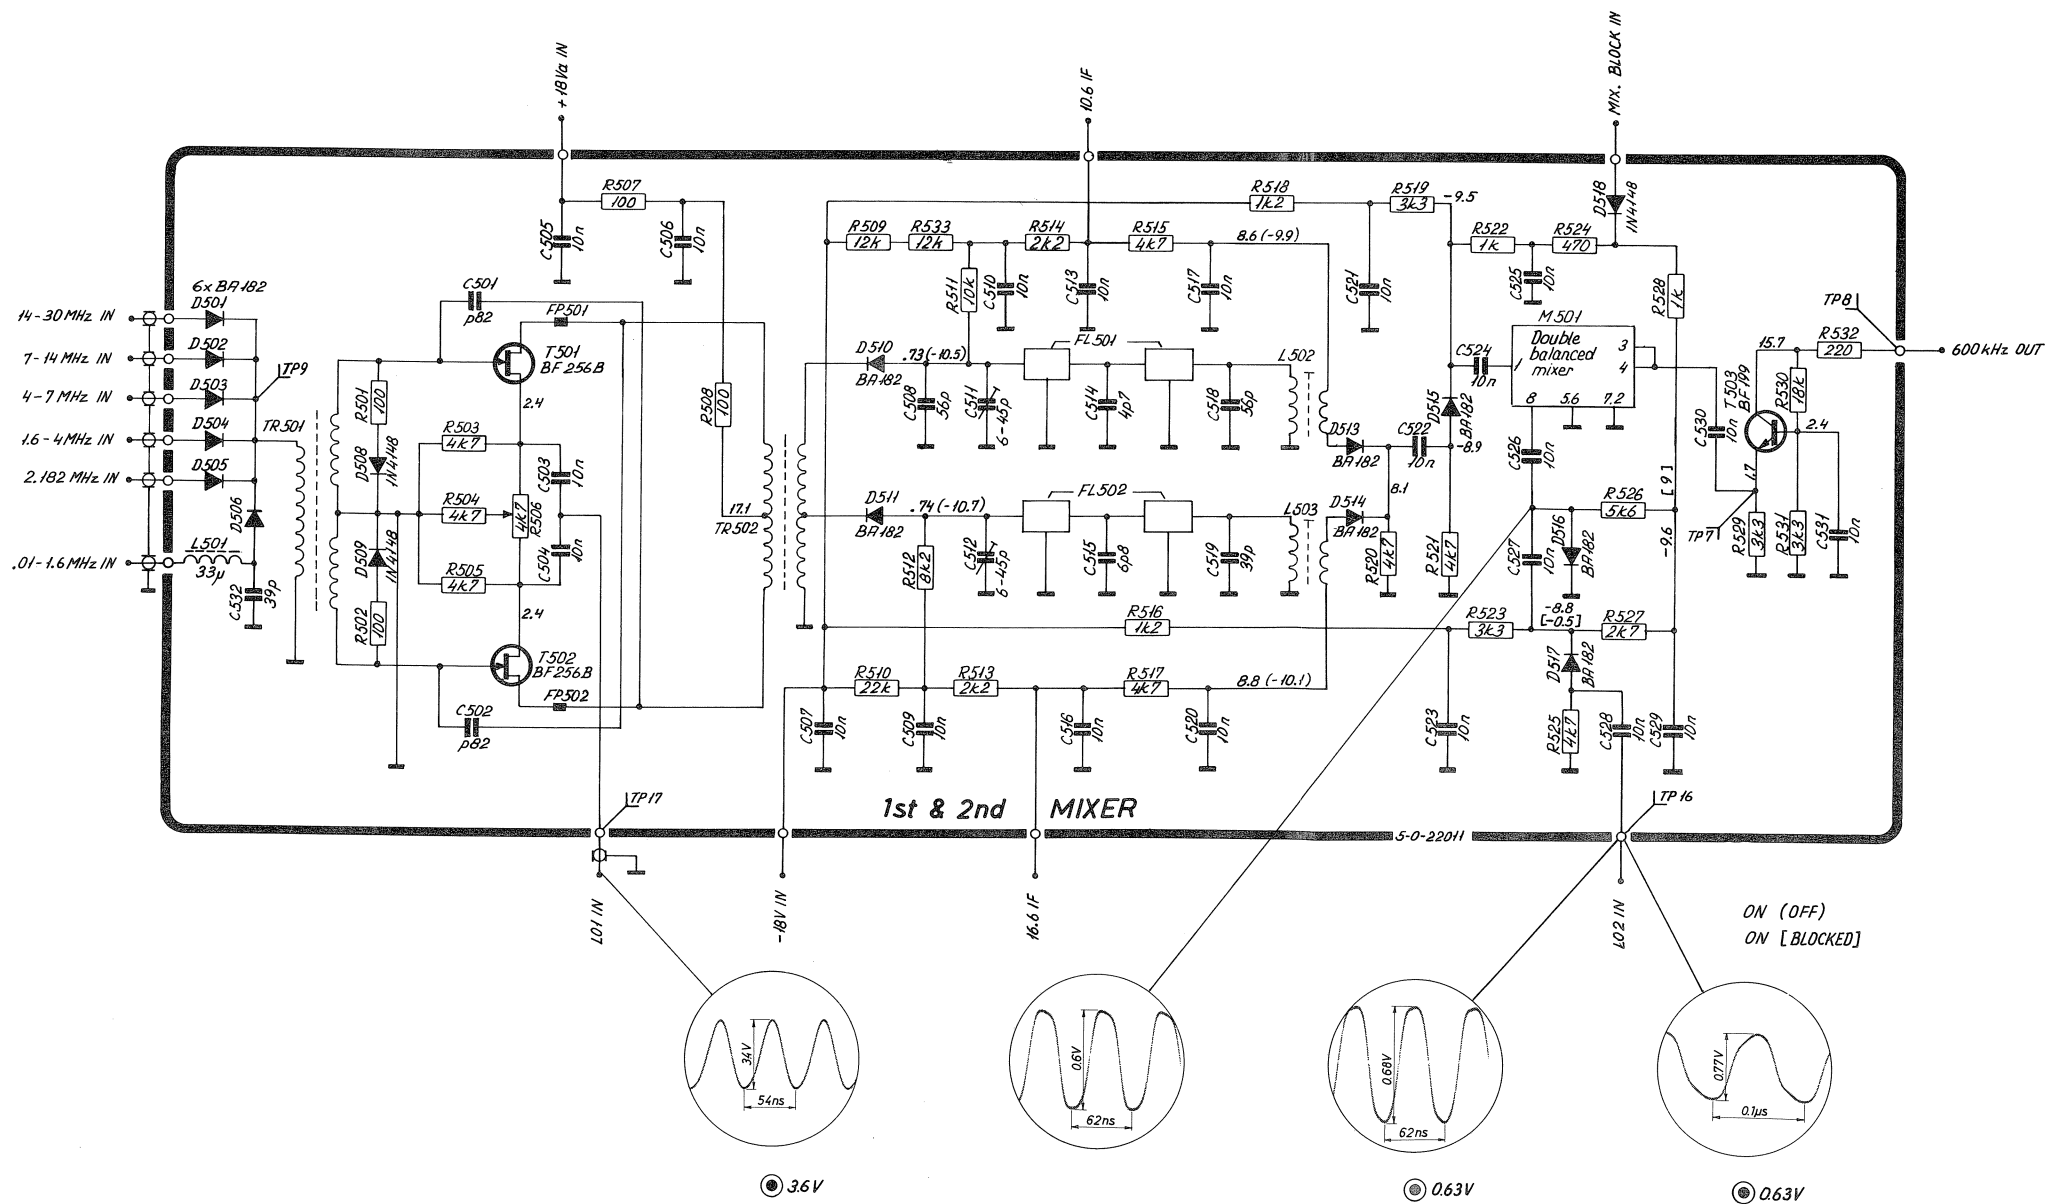 +18Va IN
10.6 IF
MIX. BLOCK IN
R507
100
C505
10n
C506
10n
R518
1k2
R519
3k3
-9.5
D518
1N4148
R509
12k
R533
12k
R514
2k2
R515
4k7
8.6 (-9.9)
R522
1k
R524
470
R511
10k
C510
10n
C513
10n
C517
10n
C521
10n
C525
10n
R528
1k
6xBA182
D501
14-30 MHz IN
D502
7-14 MHz IN
D503
4-7 MHz IN
D504
1.6-4 MHz IN
D505
2.182 MHz IN
D506
L501
33µ
.01-1.6 MHz IN
C532
39p
TP9
TR501
C501
p82
FP501
T501
BF 256B
R501
100
2.4
D508
1N4148
R503
4k7
C503
10n
R504
4k7
4k7
R506
D509
1N4148
C504
10n
R505
4k7
R502
100
2.4
T502
BF256B
FP502
C502
p82
R508
100
17.1
TR502
D510
BA182
.73 (-10.5)
C508
56p
C511
6-45p
FL501
C514
4p7
C518
56p
L502
D513
BA182
C522
10n
8.1
-8.9
D515
BA182
C524
10n
M501
Double
balanced
mixer
1
3
4
8
5.6
7.2
TP8
R532
220
600kHz OUT
15.7
T503
BF199
R530
18k
2.4
C530
10n
1.7
TP7
R529
3k3
R531
3k3
C531
10n
D511
BA182
.74 (-10.7)
R512
8k2
C512
6-45p
FL502
C515
6p8
C519
39p
L503
D514
BA182
R520
4k7
R521
4k7
C526
10n
C527
10n
D516
BA182
R526
5k6
[9]
-9.6
R516
1k2
R523
3k3
-8.8
[-0.5]
R527
2k7
D517
BA182
R510
22k
R513
2k2
R517
4k7
8.8 (-10.1)
C507
10n
C509
10n
C516
10n
C520
10n
C523
10n
R525
4k7
C528
10n
C529
10n
1st & 2nd MIXER
5-0-22011
TP17
TP16
LO1 IN
-18V IN
16.6 IF
LO2 IN
ON (OFF)
ON [BLOCKED]
34V
54ns
0.6V
62ns
0.68V
62ns
0.77V
0.1µs
3.6V
0.63V
0.63V